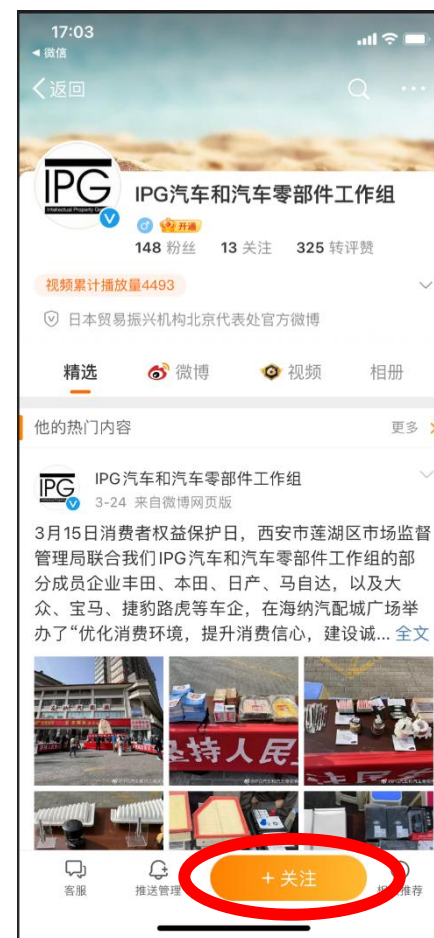 17:03
微信
返回
IPG
Intellectual Property Group
IPG汽车和汽车零部件工作组
开通
148 粉丝 13 关注 325 转评赞
视频累计播放量4493
日本贸易振兴机构北京代表处官方微博
精选 微博 视频 相册
他的热门内容 更多
IPG
IPG汽车和汽车零部件工作组
3-24 来自微博网页版
3月15日消费者权益保护日，西安市莲湖区市场监督
管理局联合我们IPG汽车和汽车零部件工作组的部
分成员企业丰田、本田、日产、马自达，以及大
众、宝马、捷豹路虎等车企，在海纳汽配城广场举
办了“优化消费环境，提升消费信心，建设诚... 全文
坚持人民
客服 推送管理 + 关注 推荐